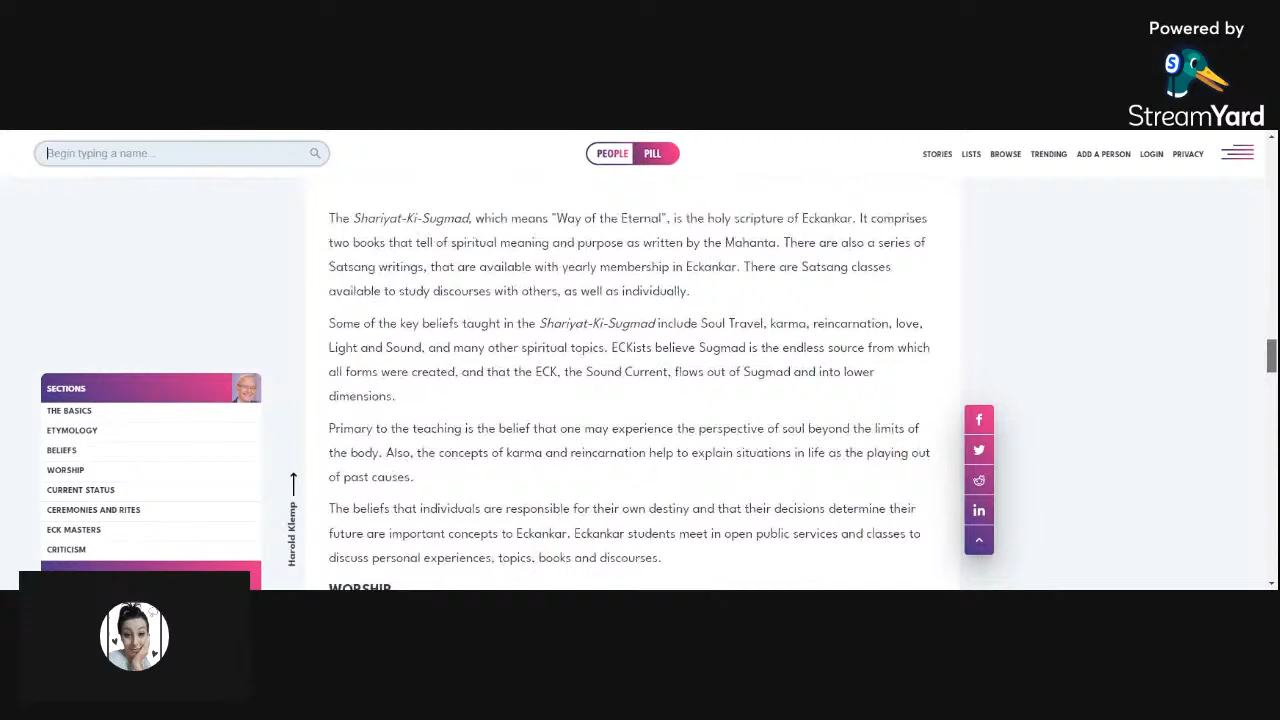 Powered by
S
StreamYard
Begin typing a name...
PEOPLE PILL
STORIES LISTS BROWSE TRENDING ADD A PERSON LOGIN PRIVACY
The Shariyat-Ki-Sugmad, which means "Way of the Eternal", is the holy scripture of Eckankar. It comprises
two books that tell of spiritual meaning and purpose as written by the Mahanta. There are also a series of
Satsang writings, that are available with yearly membership in Eckankar. There are Satsang classes
available to study discourses with others, as well as individually.
Some of the key beliefs taught in the Shariyat-Ki-Sugmad include Soul Travel, karma, reincarnation, love,
Light and Sound, and many other spiritual topics. ECKists believe Sugmad is the endless source from which
all forms were created, and that the ECK, the Sound Current, flows out of Sugmad and into lower
dimensions.
Primary to the teaching is the belief that one may experience the perspective of soul beyond the limits of
the body. Also, the concepts of karma and reincarnation help to explain situations in life as the playing out
of past causes.
The beliefs that individuals are responsible for their own destiny and that their decisions determine their
future are important concepts to Eckankar. Eckankar students meet in open public services and classes to
discuss personal experiences, topics, books and discourses.
WORSHIP
SECTIONS
THE BASICS
ETYMOLOGY
BELIEFS
WORSHIP
CURRENT STATUS
CEREMONIES AND RITES
ECK MASTERS
CRITICISM
Harold Klemp